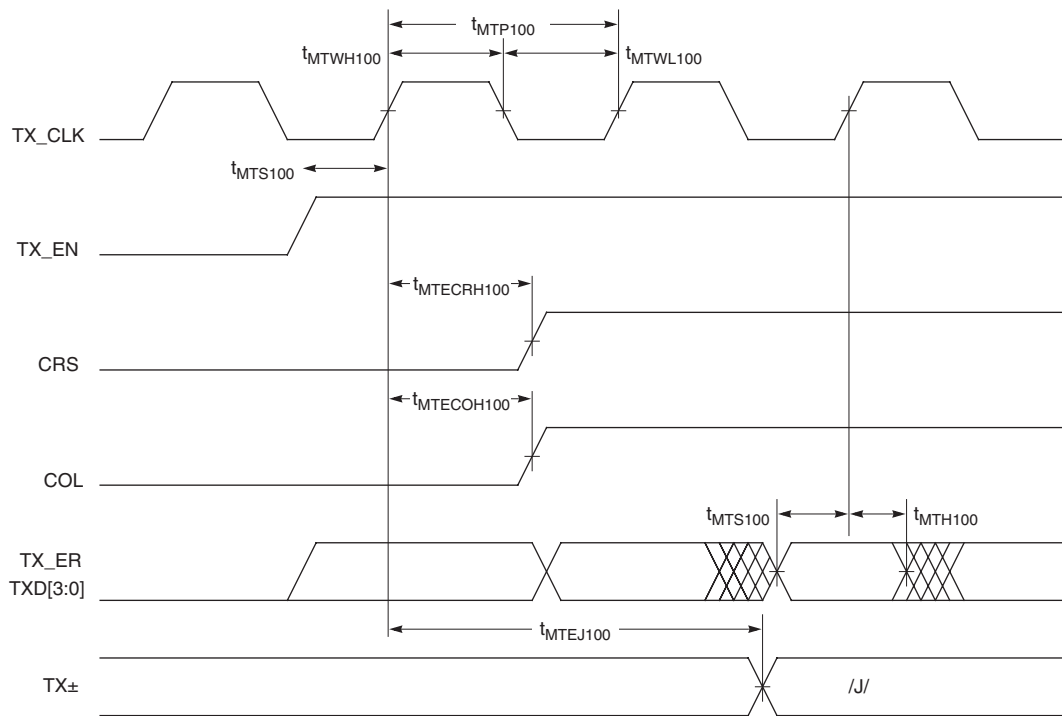 tMTP100
tMTWH100
tMTWL100
TX_CLK
tMTS100
TX_EN
tMTECRH100
CRS
tMTECOH100
COL
tMTS100
tMTH100
TX_ER
TXD[3:0]
tMTEJ100
TX±
/J/